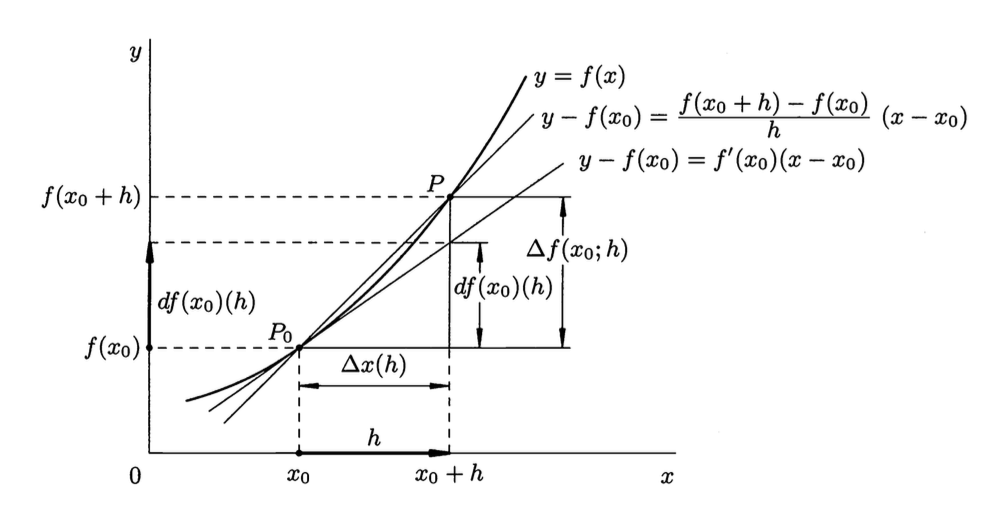 y
y = f(x)
y − f(x₀) = \frac{f(x₀ + h) − f(x₀)}{h} (x − x₀)
y − f(x₀) = f′(x₀)(x − x₀)
P
f(x₀ + h)
Δf(x₀; h)
df(x₀)(h)
df(x₀)(h)
P₀
f(x₀)
Δx(h)
h
0
x₀
x₀ + h
x